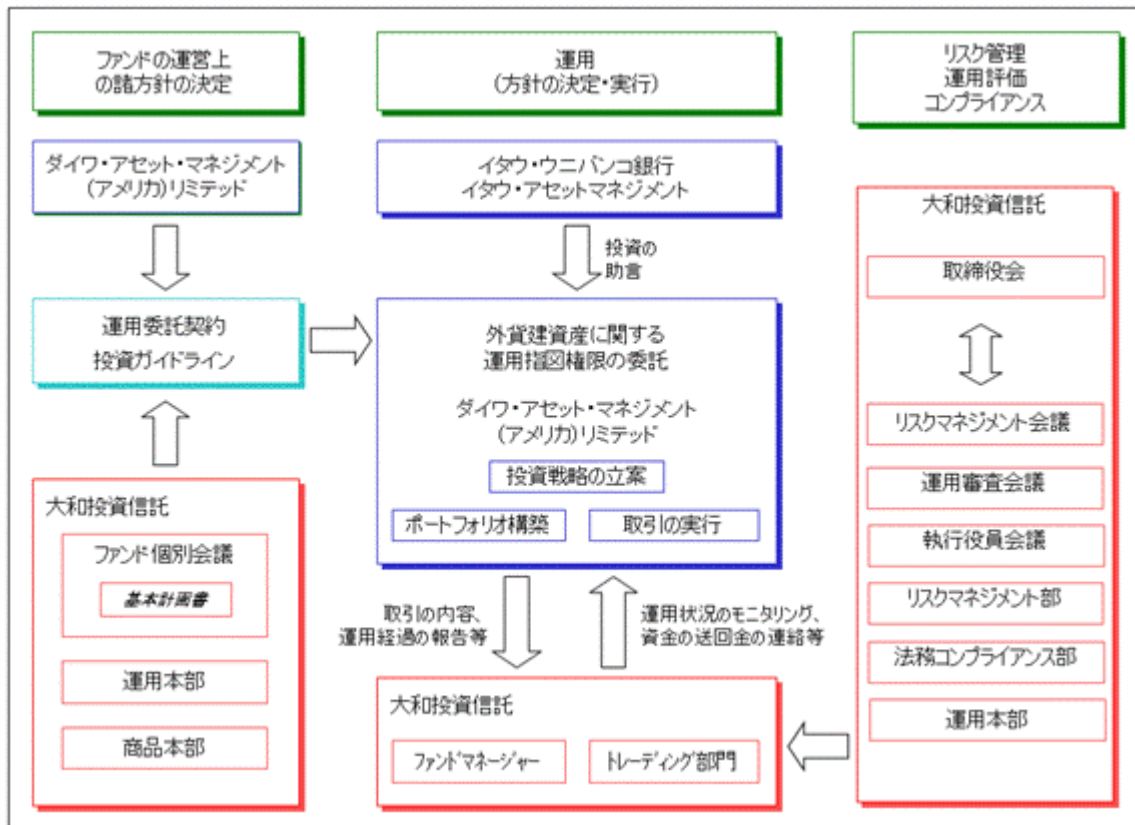 ファンドの運営上
の諸方針の決定
ダイワ・アセット・マネジメント
(アメリカ)リミテッド
運用委託契約
投資ガイドライン
大和投資信託
ファンド個別会議
基本計画書
運用本部
商品本部
運用
(方針の決定・実行)
イタウ・ウニバンコ銀行
イタウ・アセットマネジメント
投資の
助言
外貨建資産に関する
運用指図権限の委託
ダイワ・アセット・マネジメント
(アメリカ)リミテッド
投資戦略の立案
ポートフォリオ構築
取引の実行
取引の内容、
運用経過の報告等
運用状況のモニタリング、
資金の送回金の連絡等
大和投資信託
ファンドマネージャー
トレーディング部門
リスク管理
運用評価
コンプライアンス
大和投資信託
取締役会
リスクマネジメント会議
運用審査会議
執行役員会議
リスクマネジメント部
法務コンプライアンス部
運用本部